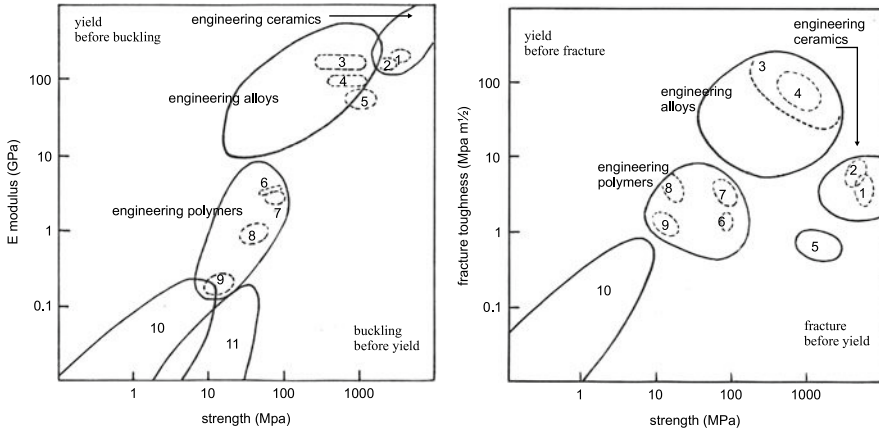 yield
before buckling
engineering ceramics
100
10
1
0.1
E modulus (GPa)
3
2
1
4
5
engineering alloys
6
7
engineering polymers
8
9
10
11
buckling
before yield
1
10
100
1000
strength (Mpa)
yield
before fracture
engineering
ceramics
100
10
1
0.1
fracture toughness (Mpa m½)
3
4
engineering
alloys
engineering
polymers
8
7
9
6
2
1
5
10
fracture
before yield
10
100
1000
strength (MPa)